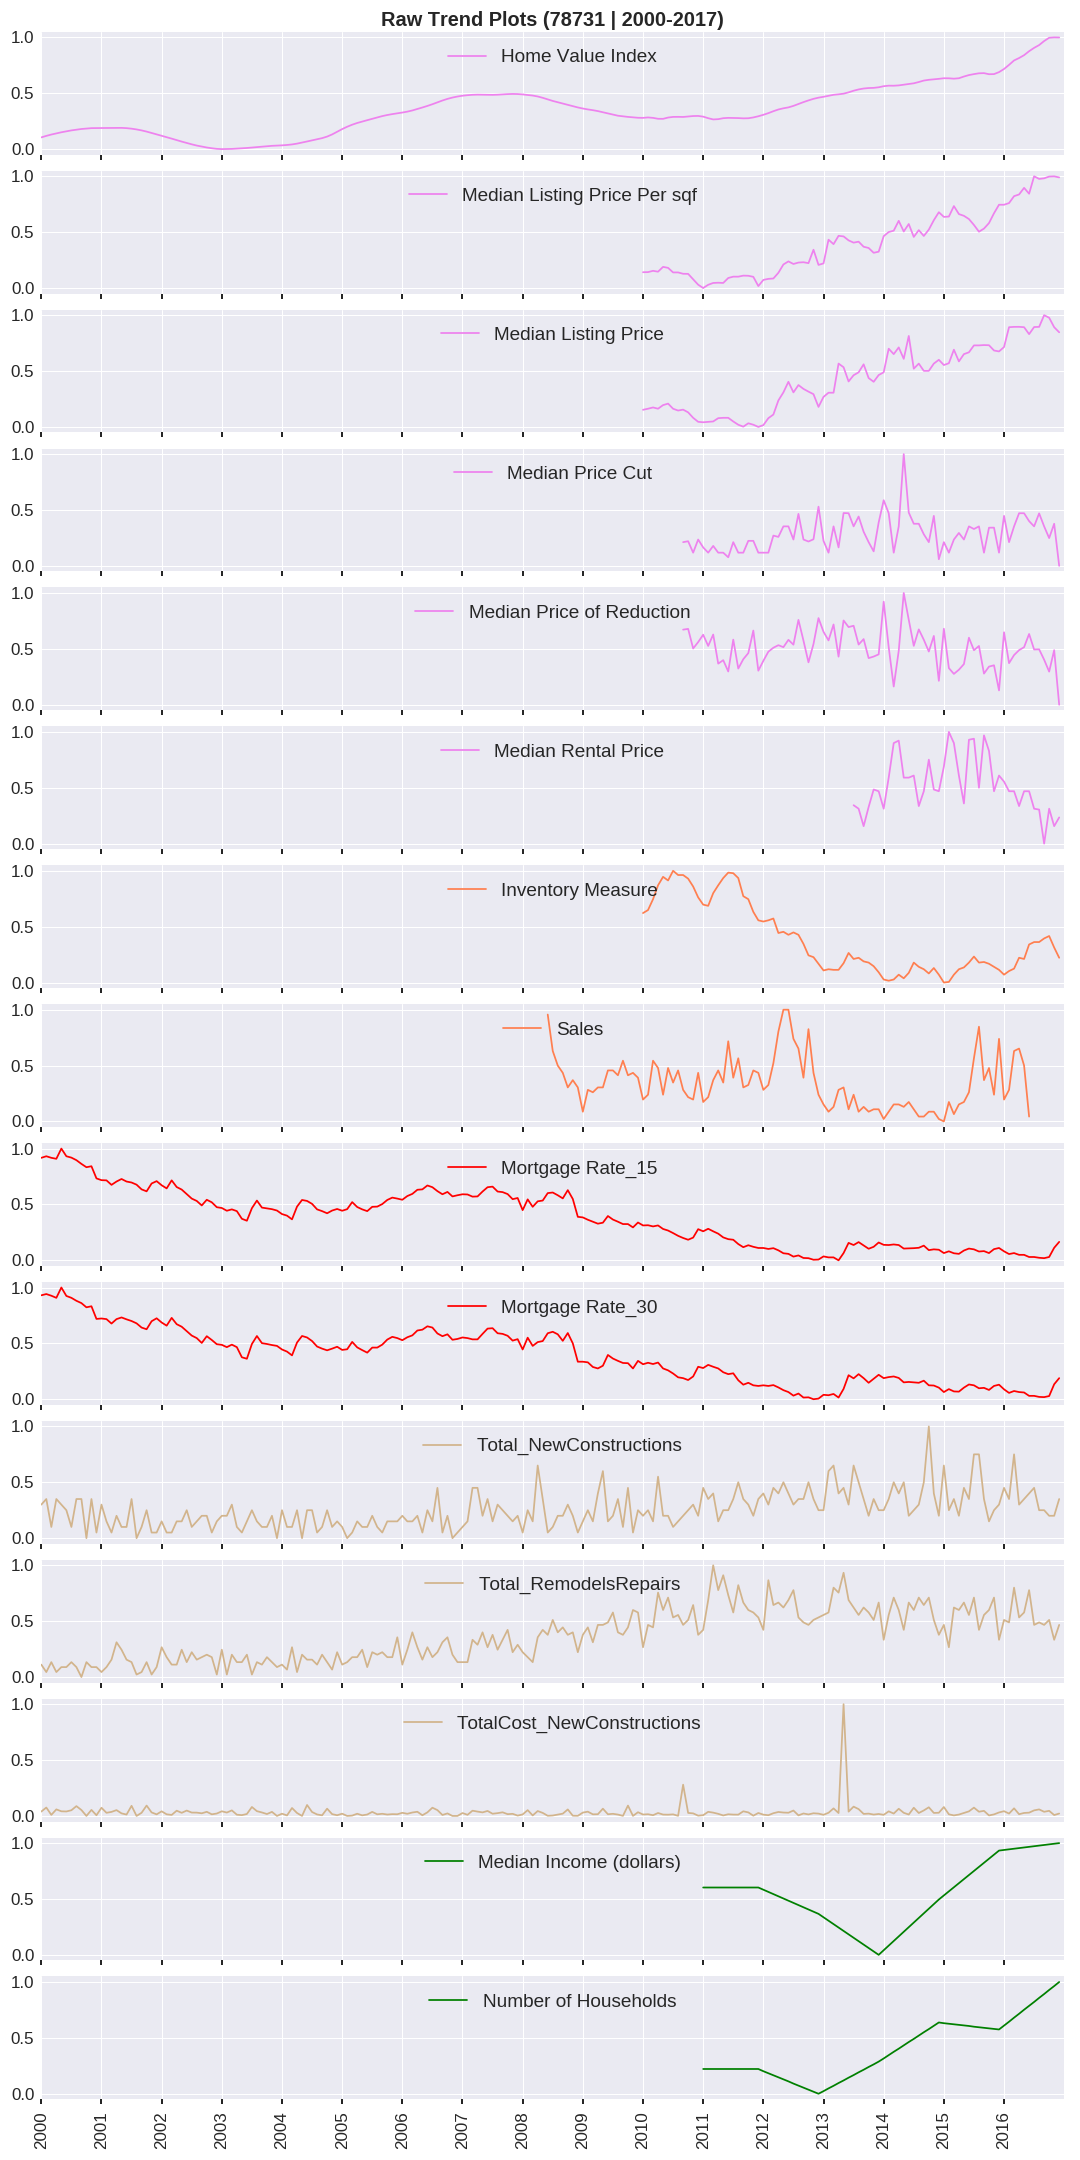 Raw Trend Plots (78731 | 2000-2017)
1.0
Home Value Index
0.5
0.0
1.0
Median Listing Price Per sqf
0.5
0.0
1.0
Median Listing Price
0.5
0.0
1.0
Median Price Cut
0.5
0.0
1.0
Median Price of Reduction
0.5
0.0
1.0
Median Rental Price
0.5
0.0
1.0
Inventory Measure
0.5
0.0
1.0
Sales
0.5
0.0
1.0
Mortgage Rate_15
0.5
0.0
1.0
Mortgage Rate_30
0.5
0.0
1.0
Total_NewConstructions
0.5
0.0
1.0
Total_RemodelsRepairs
0.5
0.0
1.0
TotalCost_NewConstructions
0.5
0.0
1.0
Median Income (dollars)
0.5
0.0
1.0
Number of Households
0.5
0.0
2000 2001 2002 2003 2004 2005 2006 2007 2008 2009 2010 2011 2012 2013 2014 2015 2016